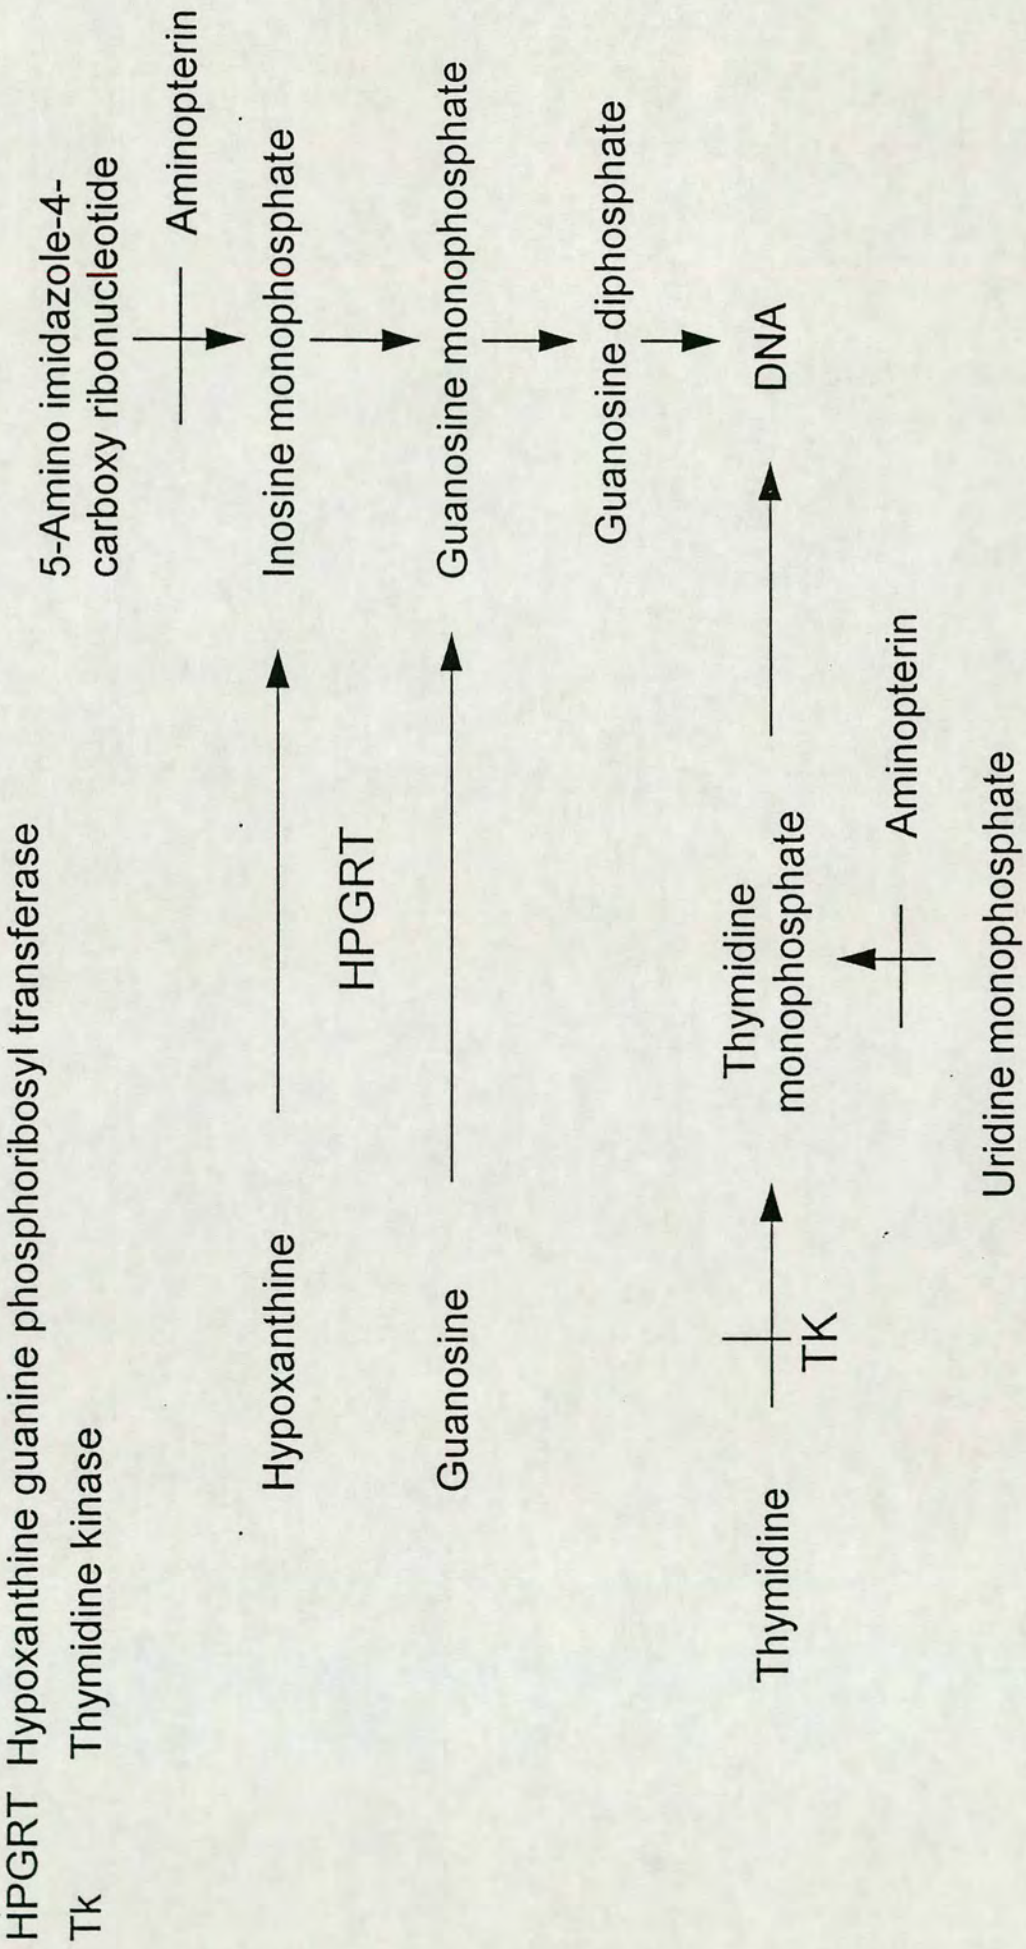 HPGRT Hypoxanthine guanine phosphoribosyl transferase
Tk Thymidine kinase
5-Amino imidazole-4-
carboxy ribonucleotide
Aminopterin
Hypoxanthine
Inosine monophosphate
HPGRT
Guanosine
Guanosine monophosphate
Guanosine diphosphate
Thymidine
TK
Thymidine
monophosphate
DNA
Aminopterin
Uridine monophosphate